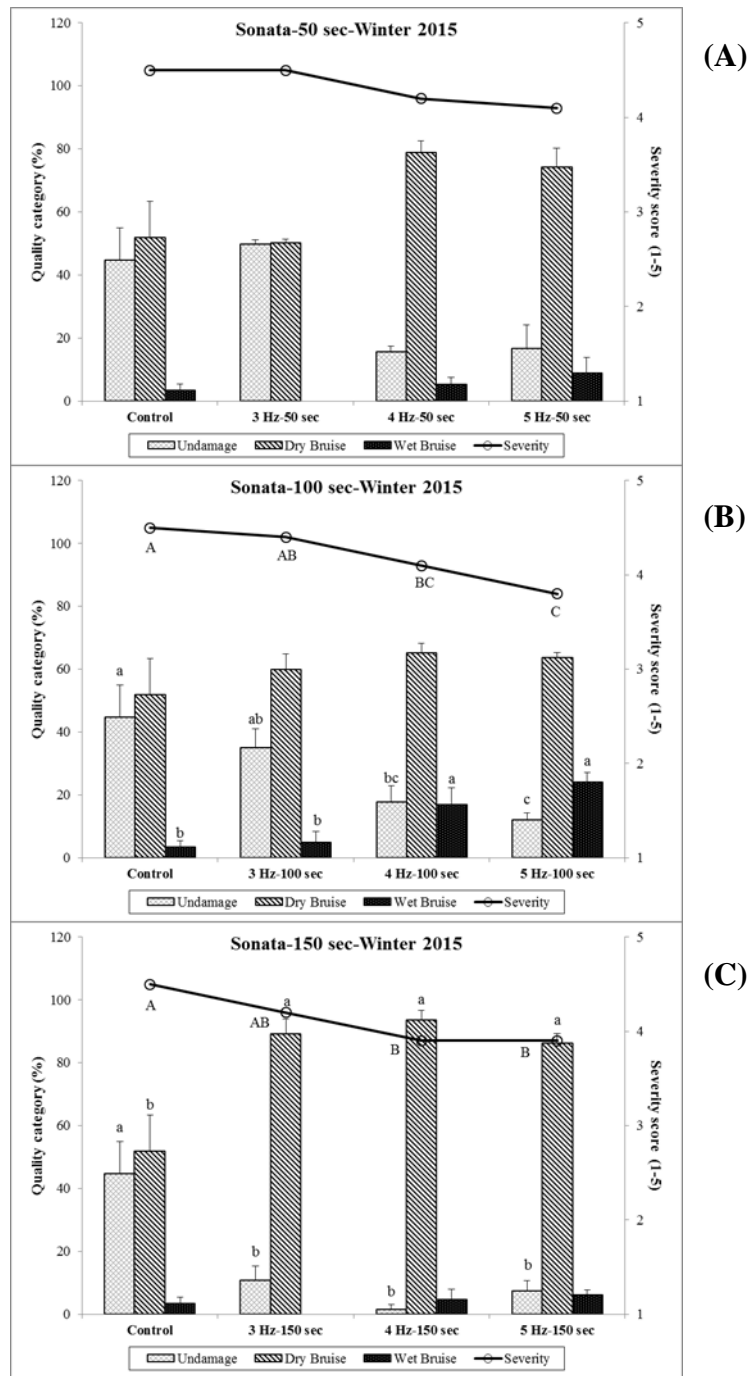 Sonata-50 sec-Winter 2015
(A)
120
100
80
60
40
20
0
Quality category (%)
5
4
3
2
1
Severity score (1-5)
Control 3 Hz-50 sec 4 Hz-50 sec 5 Hz-50 sec
Undamage Dry Bruise Wet Bruise Severity
Sonata-100 sec-Winter 2015
(B)
120
100
80
60
40
20
0
Quality category (%)
5
4
3
2
1
Severity score (1-5)
A AB BC C
a ab bc c
b b a a
Control 3 Hz-100 sec 4 Hz-100 sec 5 Hz-100 sec
Undamage Dry Bruise Wet Bruise Severity
Sonata-150 sec-Winter 2015
(C)
120
100
80
60
40
20
0
Quality category (%)
5
4
3
2
1
Severity score (1-5)
A AB B B
a b a a a
b b b
Control 3 Hz-150 sec 4 Hz-150 sec 5 Hz-150 sec
Undamage Dry Bruise Wet Bruise Severity